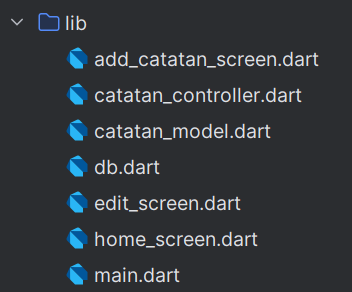 lib
add_catatan_screen.dart
catatan_controller.dart
catatan_model.dart
db.dart
edit_screen.dart
home_screen.dart
main.dart